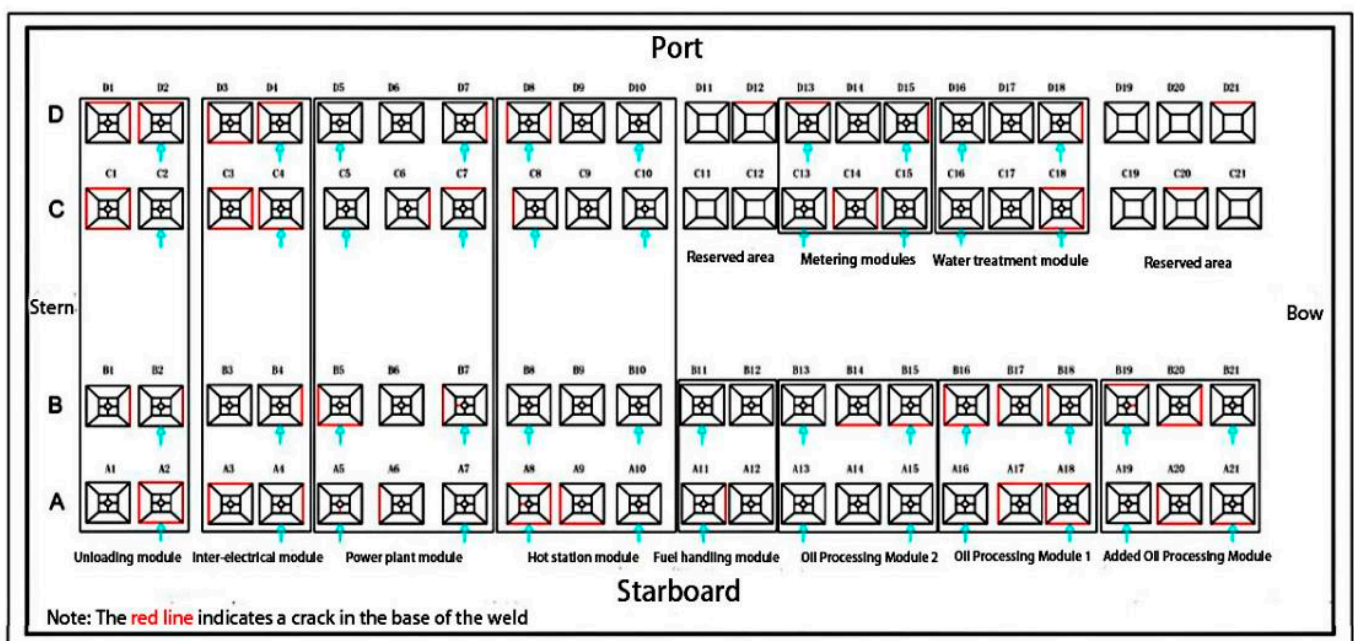 Port
D1 D2 D3 D4 D5 D6 D7 D8 D9 D10 D11 D12 D13 D14 D15 D16 D17 D18 D19 D20 D21
D
C1 C2 C3 C4 C5 C6 C7 C8 C9 C10 C11 C12 C13 C14 C15 C16 C17 C18 C19 C20 C21
C
Reserved area Metering modules Water treatment module Reserved area
Stern Bow
B1 B2 B3 B4 B5 B6 B7 B8 B9 B10 B11 B12 B13 B14 B15 B16 B17 B18 B19 B20 B21
B
A1 A2 A3 A4 A5 A6 A7 A8 A9 A10 A11 A12 A13 A14 A15 A16 A17 A18 A19 A20 A21
A
Unloading module Inter-electrical module Power plant module Hot station module Fuel handling module Oil Processing Module 2 Oil Processing Module 1 Added Oil Processing Module
Starboard
Note: The red line indicates a crack in the base of the weld